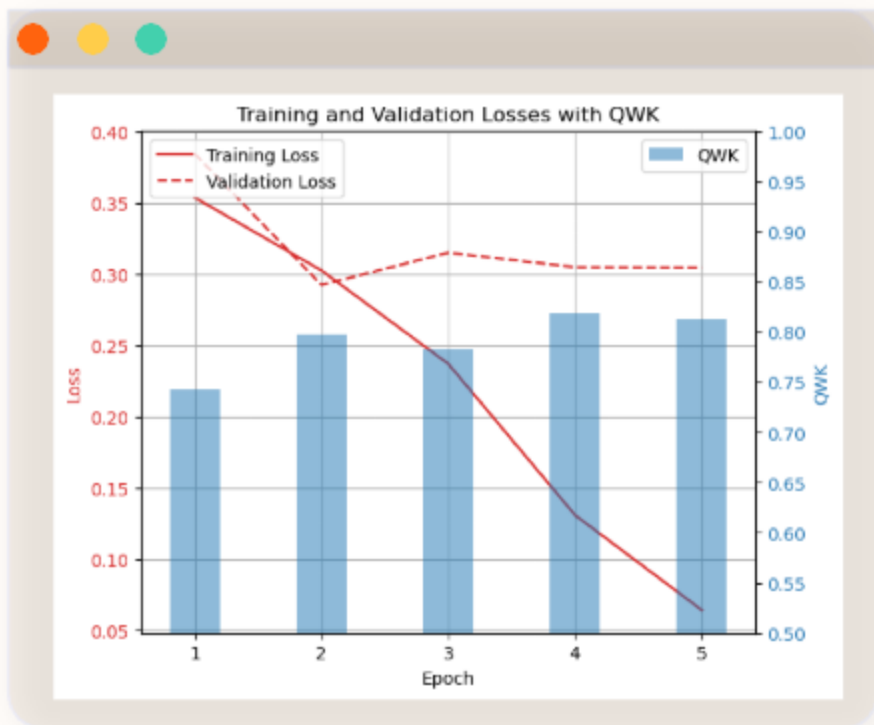 Training and Validation Losses with QWK
Training Loss
Validation Loss
QWK
Loss
0.40
0.35
0.30
0.25
0.20
0.15
0.10
0.05
1.00
0.95
0.90
0.85
0.80
0.75
0.70
0.65
0.60
0.55
0.50
QWK
1 2 3 4 5
Epoch